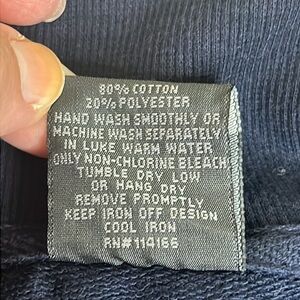 80% COTTON
20% POLYESTER
HAND WASH SMOOTHLY OR
MACHINE WASH SEPARATELY
IN LUKE WARM WATER
ONLY NON-CHLORINE BLEACH
TUMBLE DRY LOW
OR HANG DRY
REMOVE PROMPTLY
KEEP IRON OFF DESIGN
COOL IRON
RN#114166